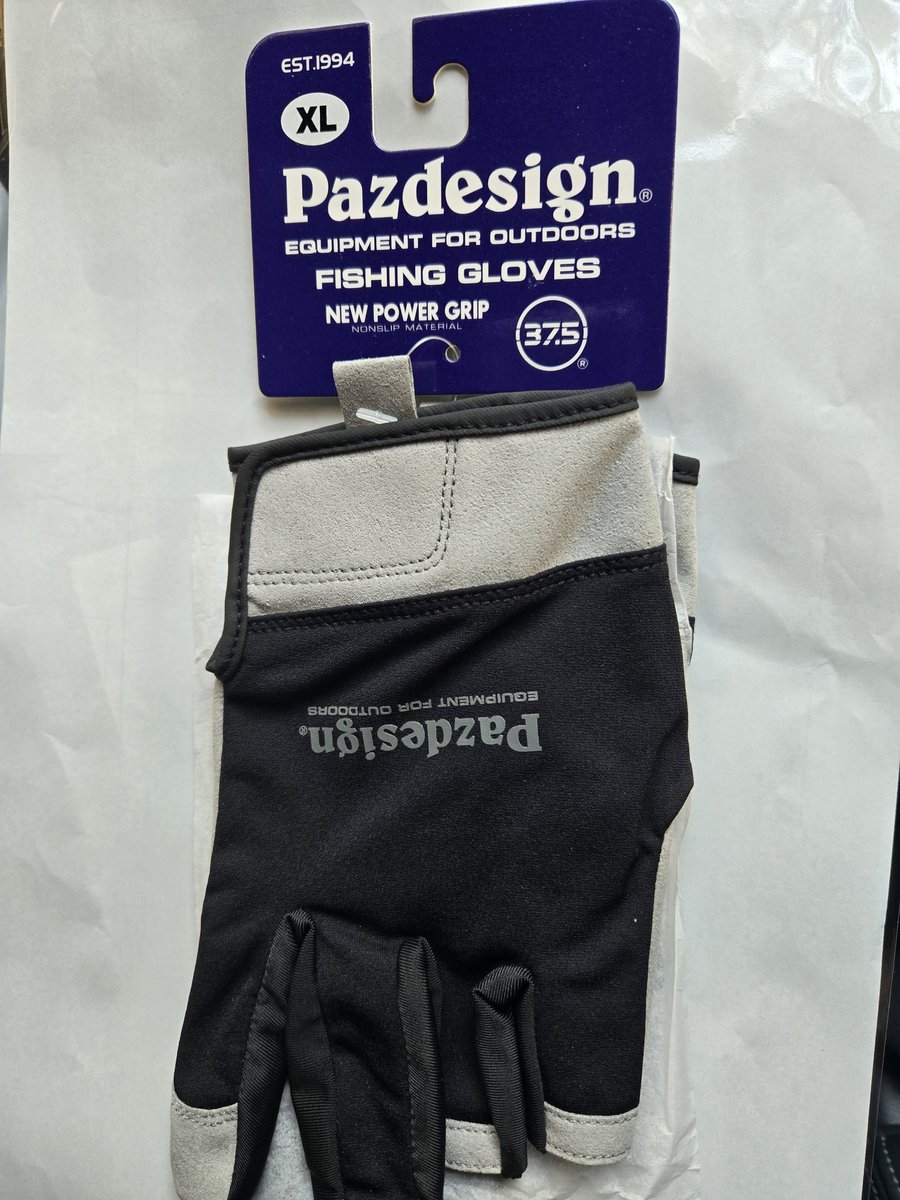 EST.1994
XL
Pazdesign®
EQUIPMENT FOR OUTDOORS
FISHING GLOVES
NEW POWER GRIP
NONSLIP MATERIAL
37.5®
Pazdesign®
EQUIPMENT FOR OUTDOORS